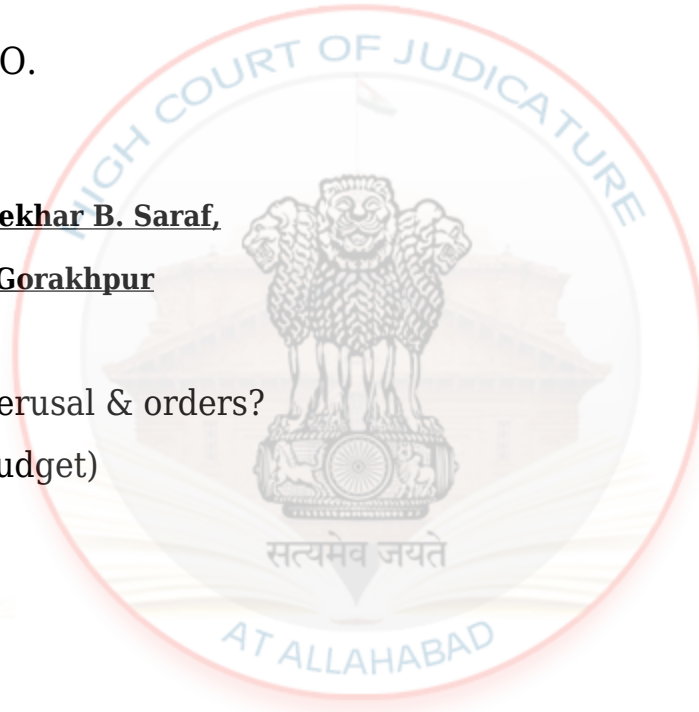 HIGH COURT OF JUDICATURE
O.
ekhar B. Saraf,
Gorakhpur
erusal & orders?
udget)
सत्यमेव जयते
AT ALLAHABAD